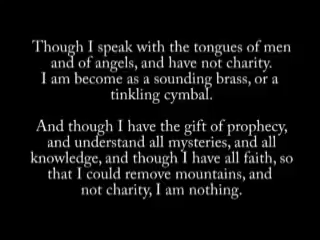 Though I speak with the tongues of men
and of angels, and have not charity.
I am become as a sounding brass, or a
tinkling cymbal.
And though I have the gift of prophecy,
and understand all mysteries, and all
knowledge, and though I have all faith, so
that I could remove mountains, and
not charity, I am nothing.